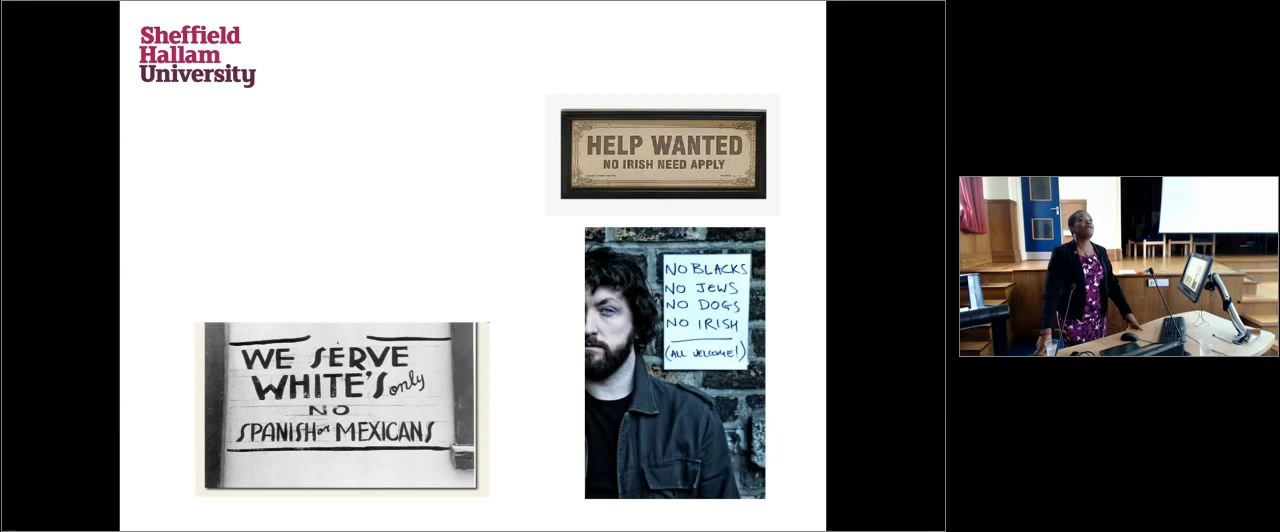 Sheffield
Hallam
University
HELP WANTED
NO IRISH NEED APPLY
NO BLACKS
NO JEWS
NO DOGS
NO IRISH
(ALL WELCOME!)
WE SERVE
WHITE'S only
NO
SPANISH or MEXICANS